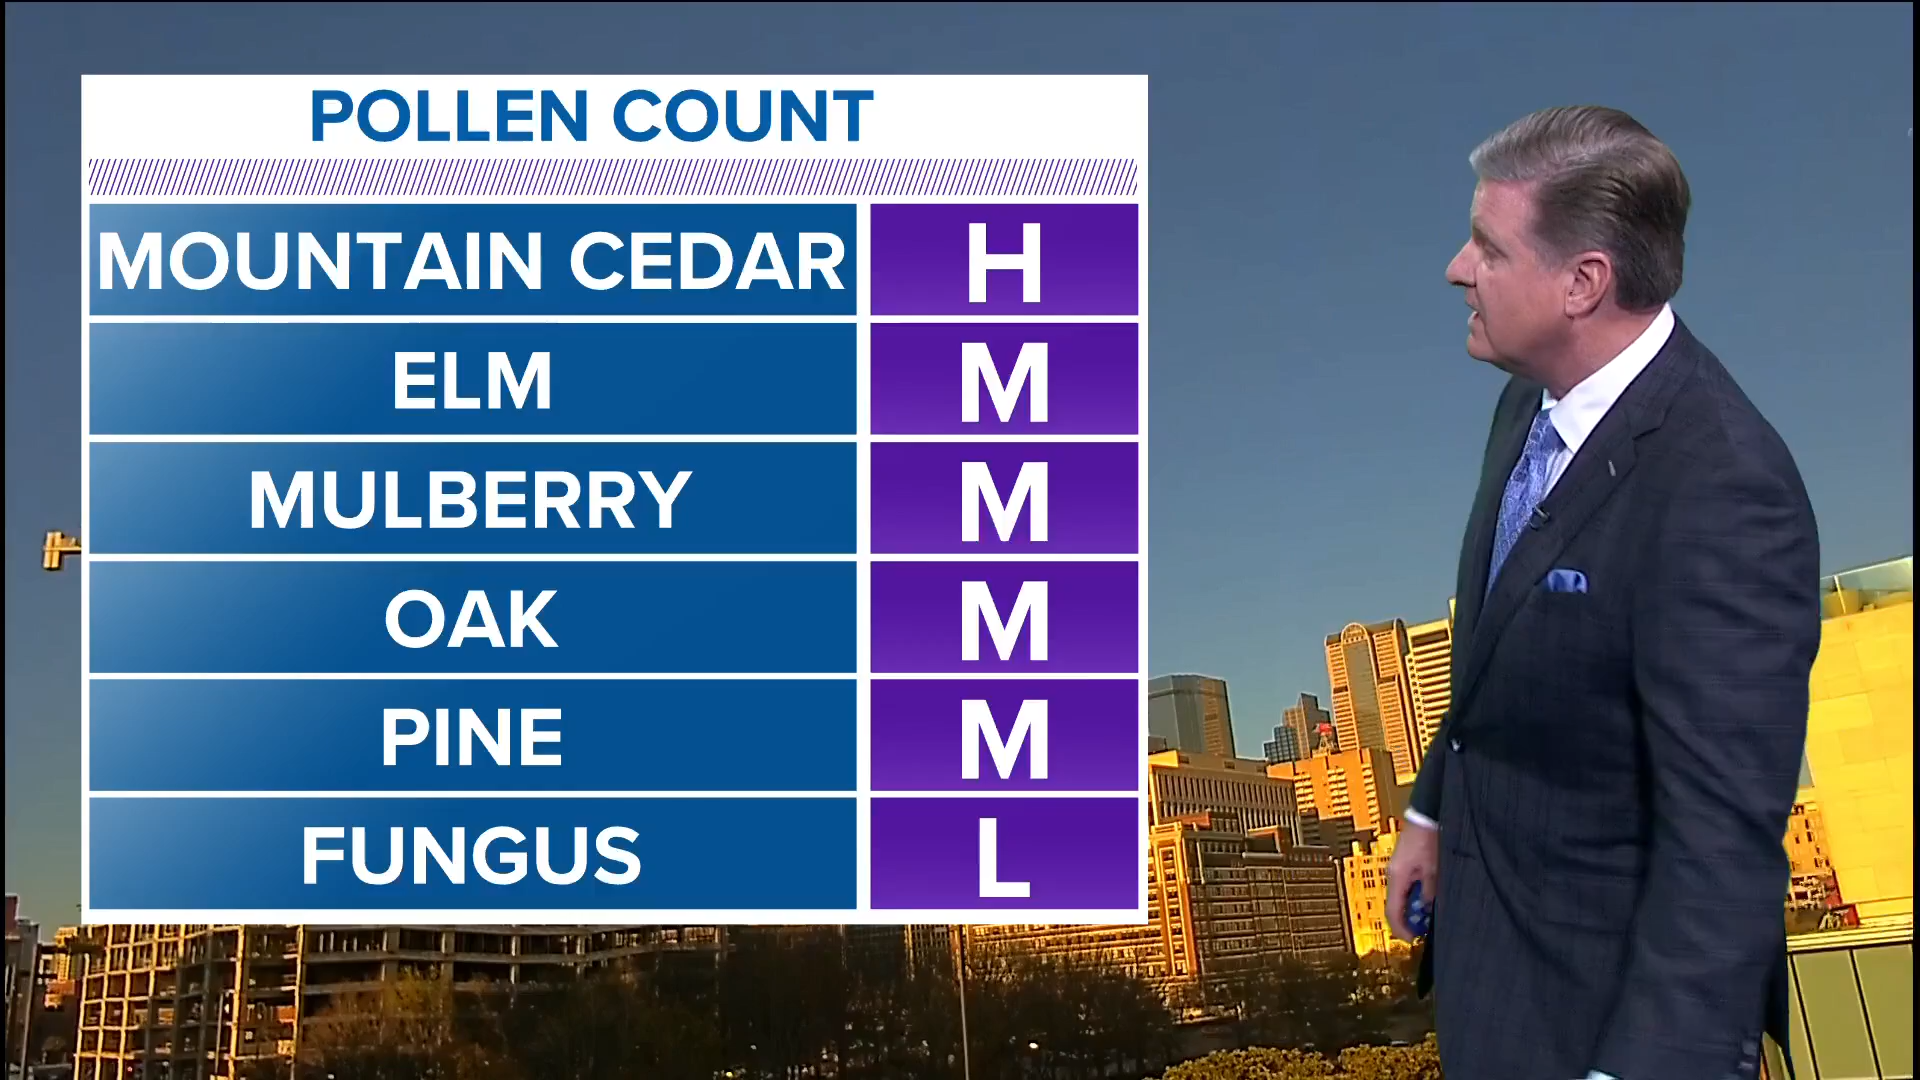 POLLEN COUNT
MOUNTAIN CEDAR H
ELM M
MULBERRY M
OAK M
PINE M
FUNGUS L